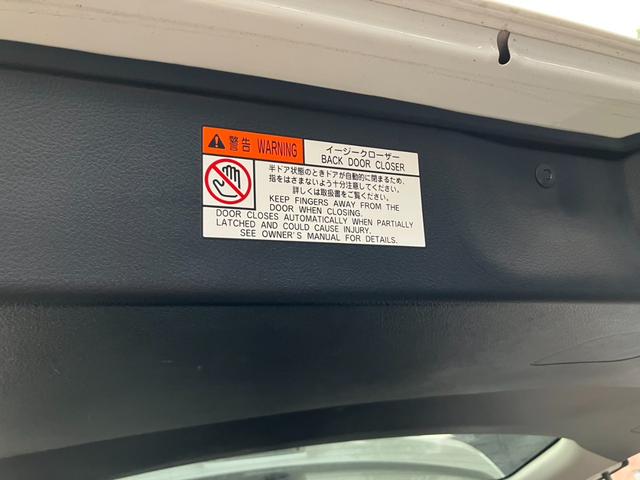 警告 WARNING
イージークローザー
BACK DOOR CLOSER
半ドア状態のときドアが自動的に閉まるため、
指をはさまないよう十分注意してください。
詳しくは取扱書をご覧ください。
KEEP FINGERS AWAY FROM THE
DOOR WHEN CLOSING.
DOOR CLOSES AUTOMATICALLY WHEN PARTIALLY
LATCHED AND COULD CAUSE INJURY.
SEE OWNER'S MANUAL FOR DETAILS.